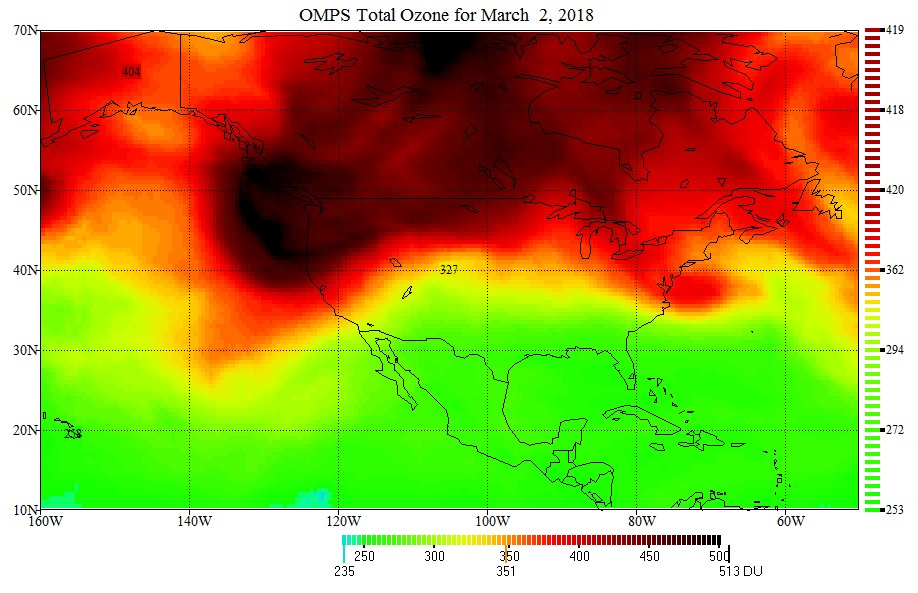 OMPS Total Ozone for March 2, 2018
70N
60N
50N
40N
30N
20N
10N
404
327
258
160W 140W 120W 100W 80W 60W
419
418
420
362
294
272
253
250 300 350 400 450 500
235 351 513 DU